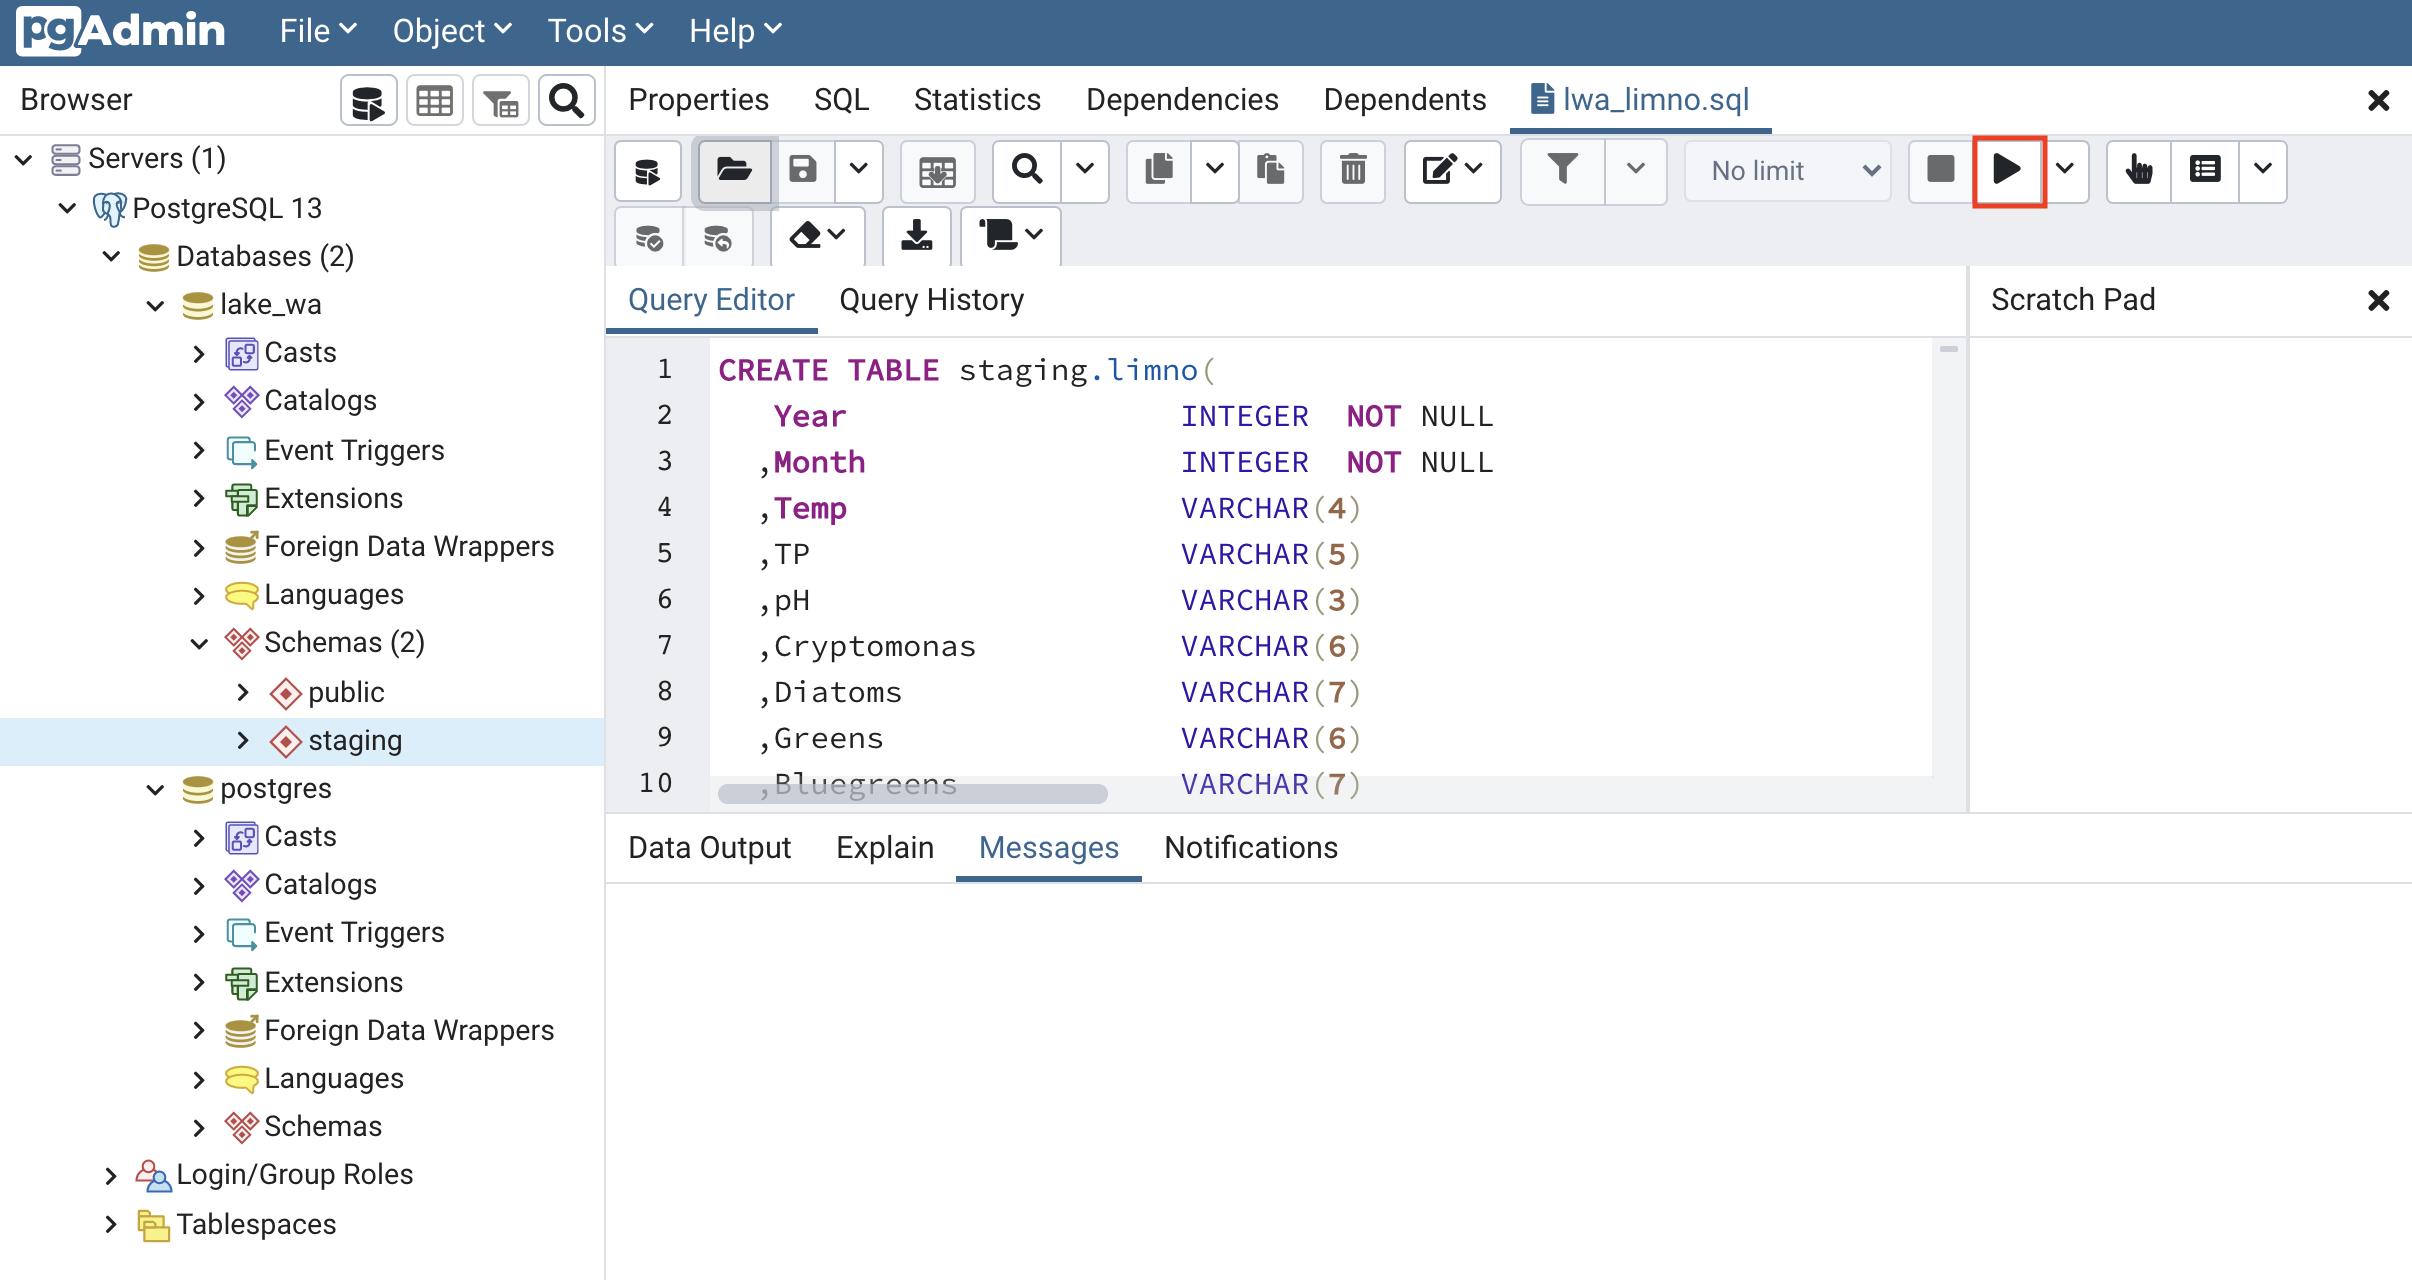 pgAdmin File Object Tools Help
Browser
Properties SQL Statistics Dependencies Dependents lwa_limno.sql
No limit
Servers (1)
PostgreSQL 13
Databases (2)
lake_wa
Casts
Catalogs
Event Triggers
Extensions
Foreign Data Wrappers
Languages
Schemas (2)
public
staging
postgres
Casts
Catalogs
Event Triggers
Extensions
Foreign Data Wrappers
Languages
Schemas
Login/Group Roles
Tablespaces
Query Editor Query History
Scratch Pad
1 CREATE TABLE staging.limno(
2 Year INTEGER NOT NULL
3 ,Month INTEGER NOT NULL
4 ,Temp VARCHAR(4)
5 ,TP VARCHAR(5)
6 ,pH VARCHAR(3)
7 ,Cryptomonas VARCHAR(6)
8 ,Diatoms VARCHAR(7)
9 ,Greens VARCHAR(6)
10 ,Bluegreens VARCHAR(7)
Data Output Explain Messages Notifications